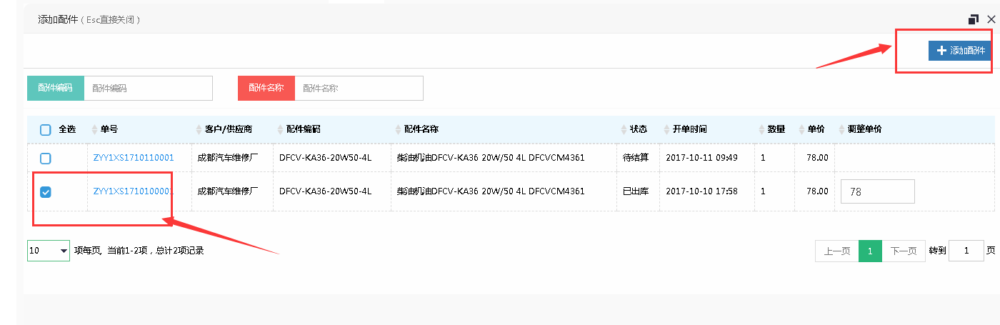 添加配件（Esc直接关闭）
添加配件
配件编码 配件编码 配件名称 配件名称
全选 单号 客户/供应商 配件编码 配件名称 状态 开单时间 数量 单价 调整单价
ZYY1XS1710110001 成都汽车维修厂 DFCV-KA36-20W50-4L 柴油机油DFCV-KA36 20W/50 4L DFCVCM4361 待结算 2017-10-11 09:49 1 78.00
ZYY1XS1710100001 成都汽车维修厂 DFCV-KA36-20W50-4L 柴油机油DFCV-KA36 20W/50 4L DFCVCM4361 已出库 2017-10-10 17:58 1 78.00 78
10 项每页, 当前1-2项，总计2项记录 上一页 1 下一页 转到 1 页